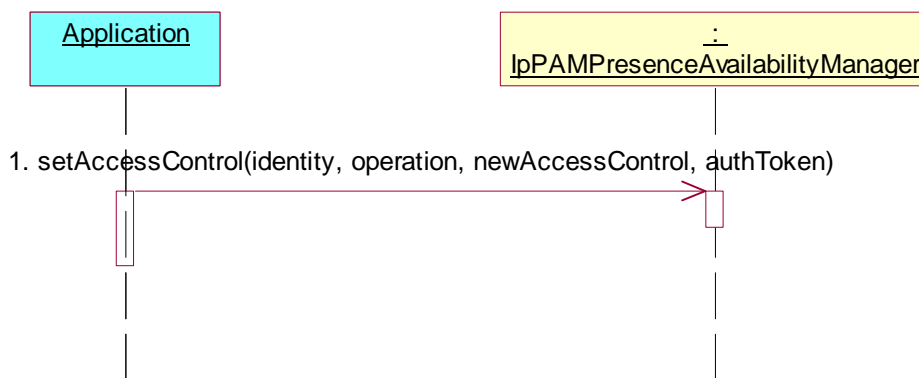 Application
:
IpPAMPresenceAvailabilityManager
1. setAccessControl(identity, operation, newAccessControl, authToken)